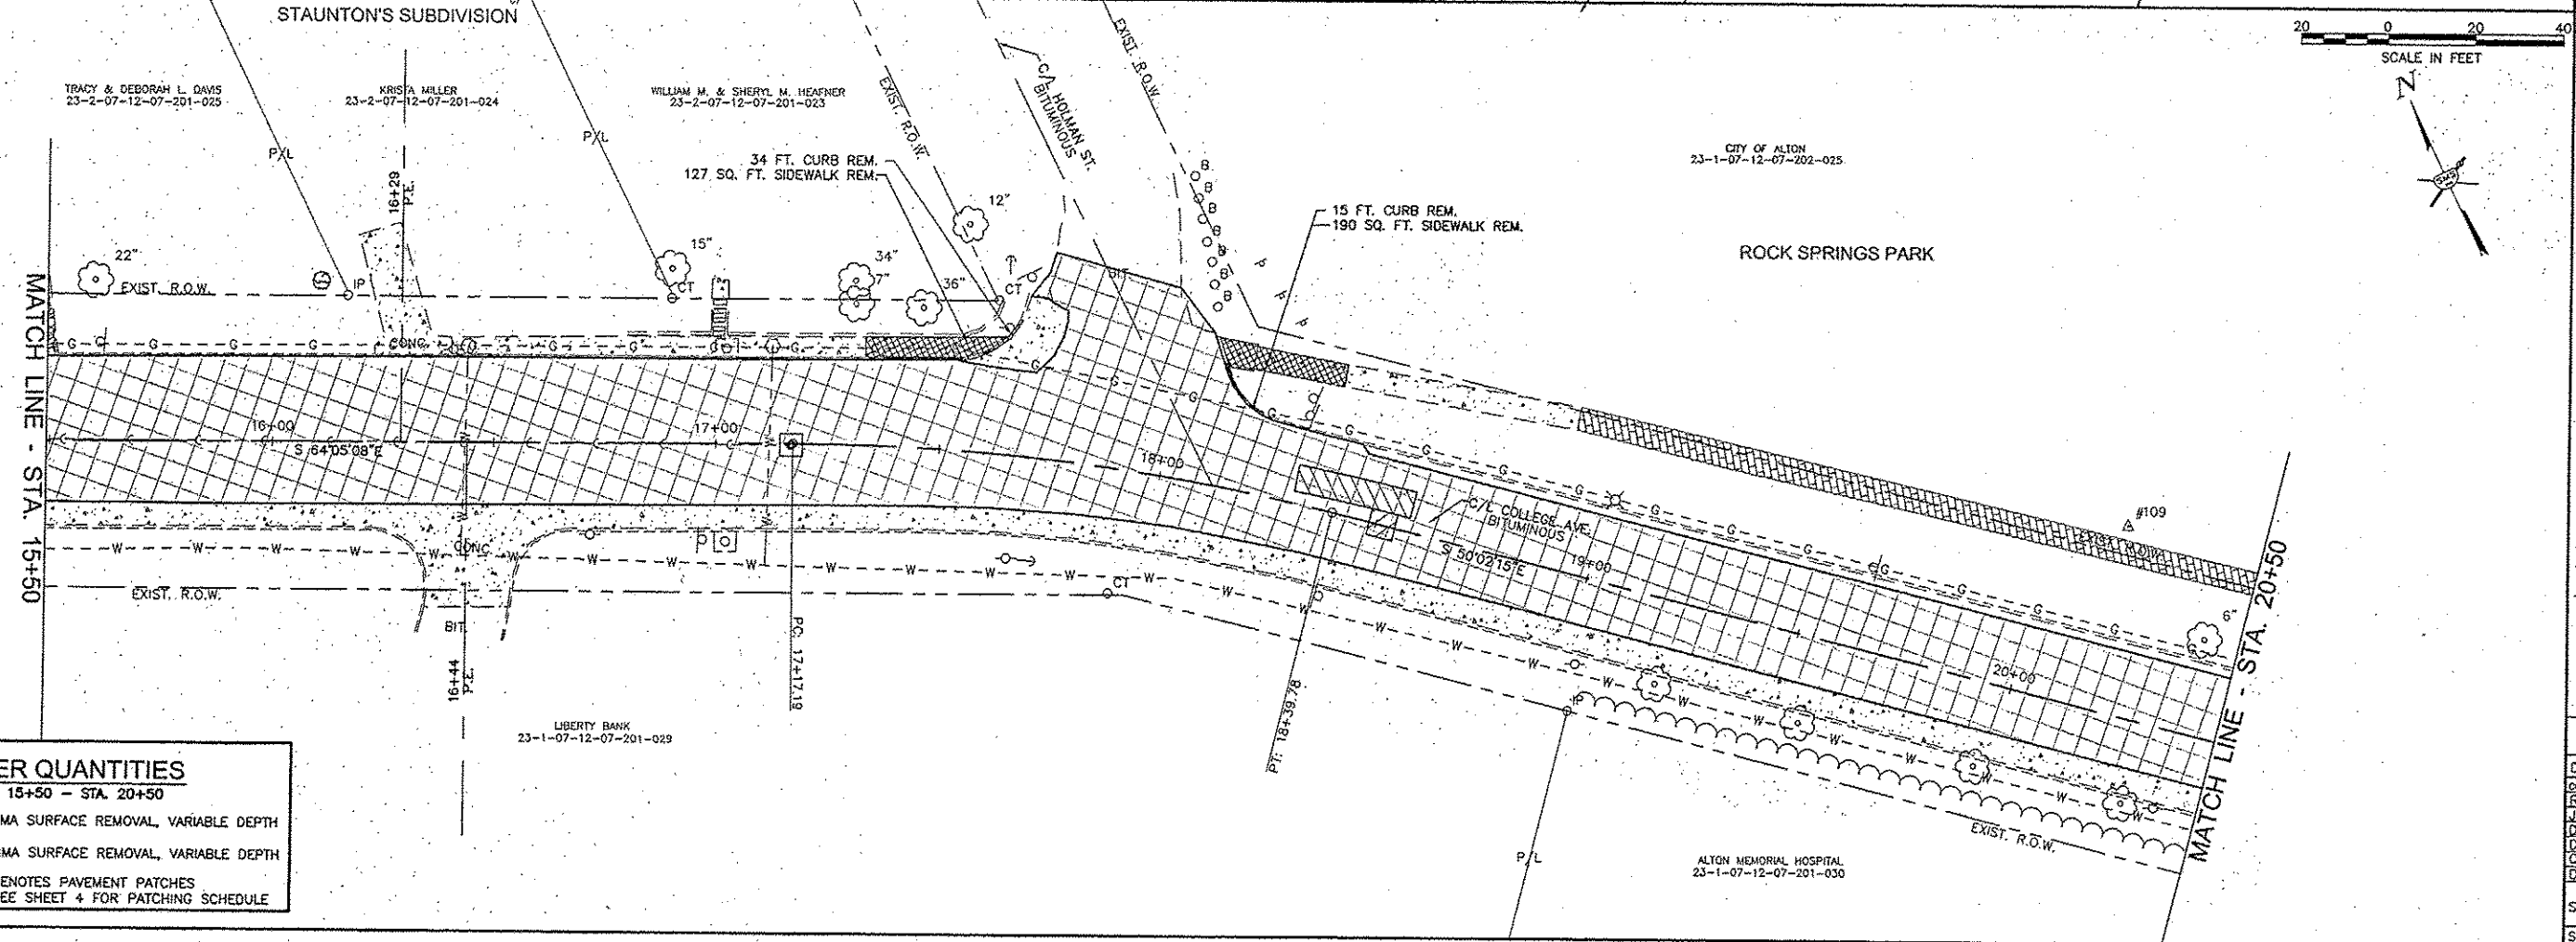 STAUNTON'S SUBDIVISION
20 0 20 40
SCALE IN FEET
N
SMS
TRACY & DEBORAH L. DAVIS
23-2-07-12-07-201-025
KRISTA MILLER
23-2-07-12-07-201-024
WILLIAM M. & SHERYL M. HEAFNER
23-2-07-12-07-201-023
P/L
P/L
EXIST. R.O.W.
C/L HOLMAN ST.
BITUMINOUS
EXIST. R.O.W.
CITY OF ALTON
23-1-07-12-07-202-025
ROCK SPRINGS PARK
34 FT. CURB REM.
127 SQ. FT. SIDEWALK REM.
15 FT. CURB REM.
190 SQ. FT. SIDEWALK REM.
16+29
P.E.
22"
15"
34"
7"
36"
12"
EXIST. R.O.W.
IP
CT
CT
BIT.
B
B
B
B
B
B
B
MATCH LINE - STA. 15+50
CONC.
G G G G G G G G
16+00
S 64°05'08"E
17+00
18+00
C/L COLLEGE AVE.
BITUMINOUS
S 50°02'15"E
19+00
20+00
#109
EXIST. R.O.W.
6"
MATCH LINE - STA. 20+50
CONC.
W W W W W W W W
EXIST. R.O.W.
BIT.
CT
16+44
P.E.
PC: 17+17.19
PT: 18+39.78
IP
LIBERTY BANK
23-1-07-12-07-201-029
P/L
ALTON MEMORIAL HOSPITAL
23-1-07-12-07-201-030
EXIST. R.O.W.
ER QUANTITIES
15+50 - STA. 20+50
MA SURFACE REMOVAL, VARIABLE DEPTH
MA SURFACE REMOVAL, VARIABLE DEPTH
ENOTES PAVEMENT PATCHES
EE SHEET 4 FOR PATCHING SCHEDULE